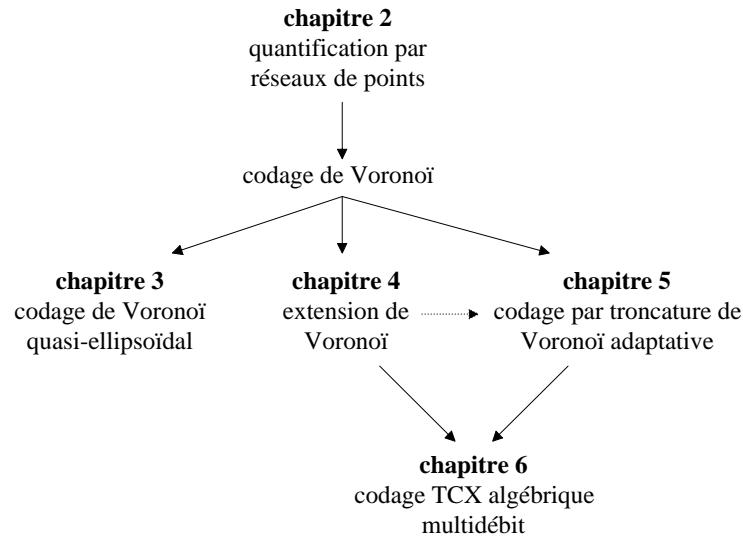 chapitre 2
quantification par
réseaux de points
codage de Voronoï
chapitre 3
codage de Voronoï
quasi-ellipsoïdal
chapitre 4
extension de
Voronoï
chapitre 5
codage par troncature de
Voronoï adaptative
chapitre 6
codage TCX algébrique
multidébit